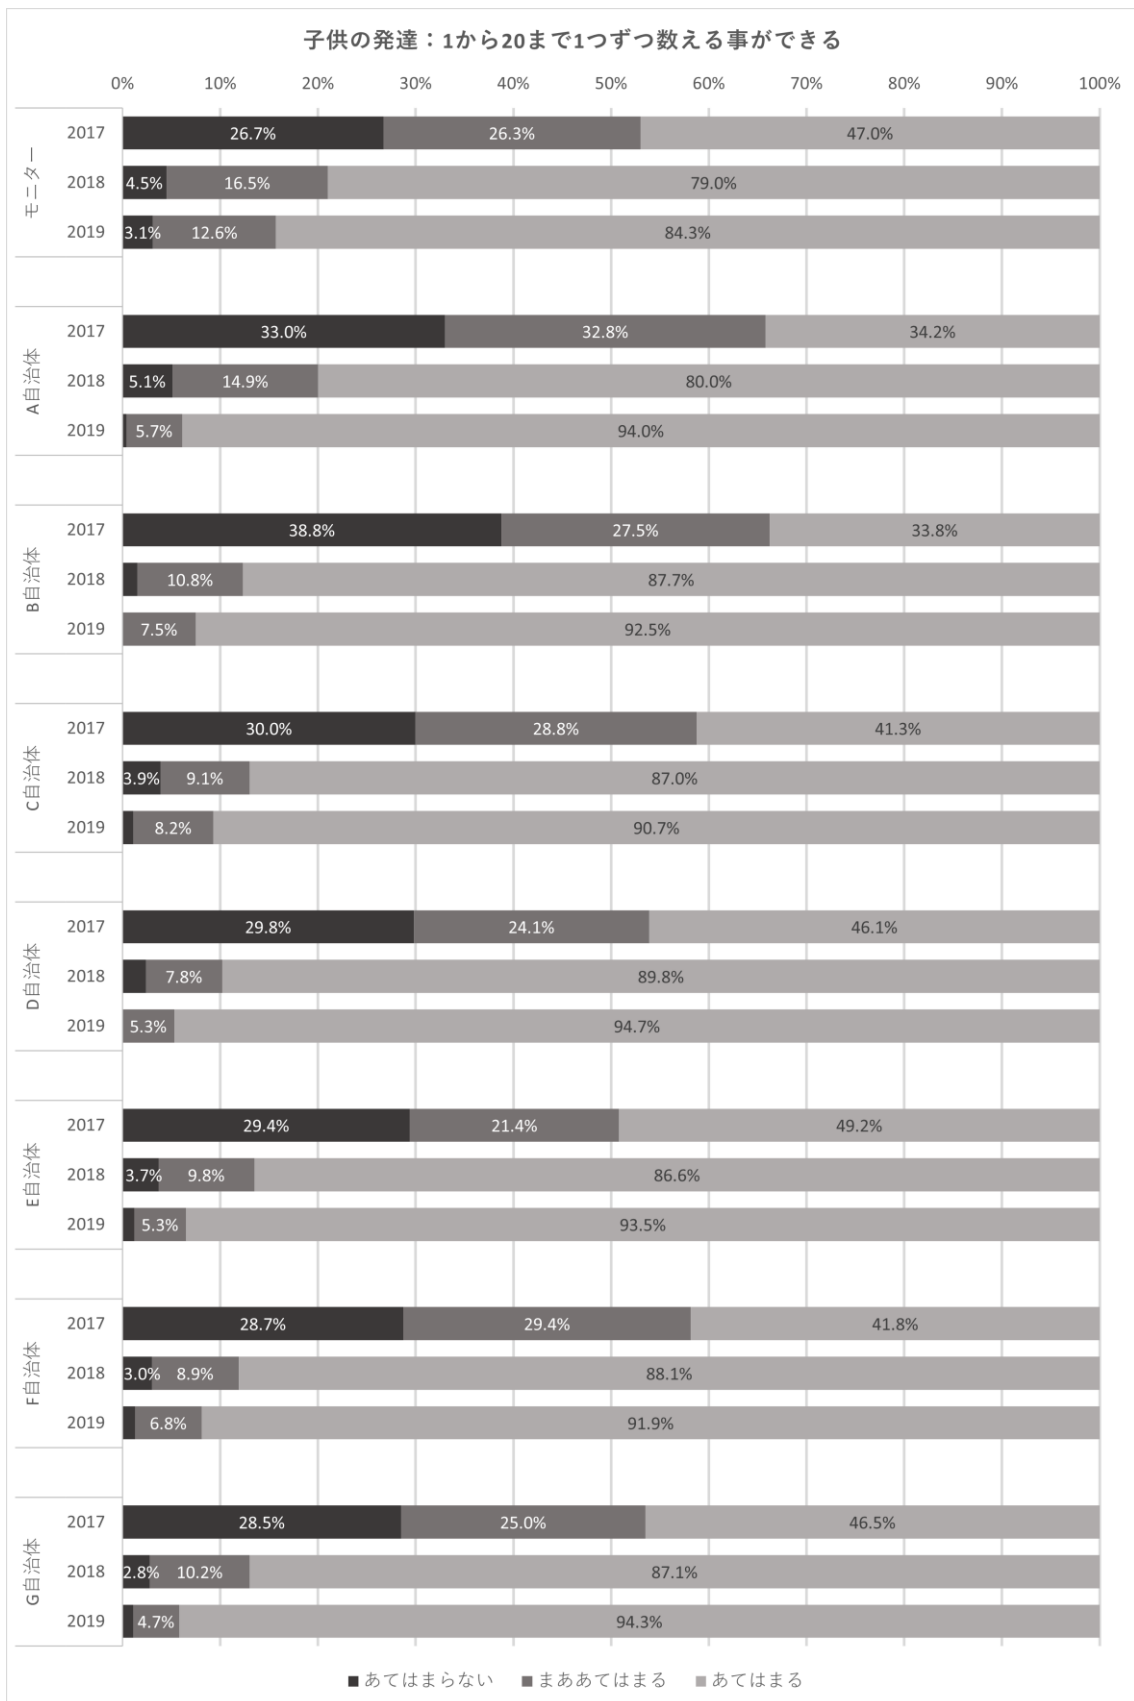 子供の発達：1から20まで1つずつ数える事ができる
0% 10% 20% 30% 40% 50% 60% 70% 80% 90% 100%
モニター
2017 26.7% 26.3% 47.0%
2018 4.5% 16.5% 79.0%
2019 3.1% 12.6% 84.3%
A自治体
2017 33.0% 32.8% 34.2%
2018 5.1% 14.9% 80.0%
2019 5.7% 94.0%
B自治体
2017 38.8% 27.5% 33.8%
2018 10.8% 87.7%
2019 7.5% 92.5%
C自治体
2017 30.0% 28.8% 41.3%
2018 3.9% 9.1% 87.0%
2019 8.2% 90.7%
D自治体
2017 29.8% 24.1% 46.1%
2018 7.8% 89.8%
2019 5.3% 94.7%
E自治体
2017 29.4% 21.4% 49.2%
2018 3.7% 9.8% 86.6%
2019 5.3% 93.5%
F自治体
2017 28.7% 29.4% 41.8%
2018 3.0% 8.9% 88.1%
2019 6.8% 91.9%
G自治体
2017 28.5% 25.0% 46.5%
2018 2.8% 10.2% 87.1%
2019 4.7% 94.3%
あてはまらない まああてはまる あてはまる